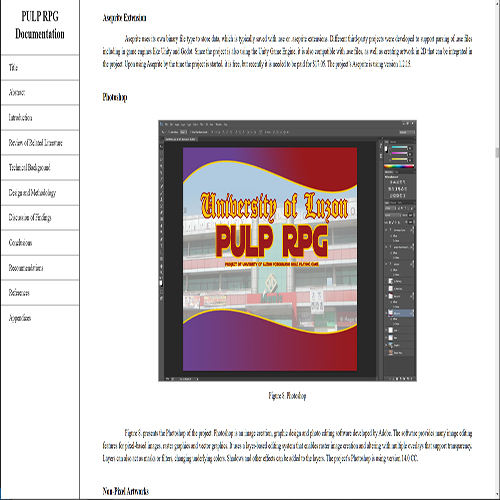 PULP RPG
Documentation
Title
Abstract
Introduction
Review of Related Literature
Technical Background
Design and Methodology
Discussion of Findings
Conclusions
Recommendations
References
Appendices
Aseprite Extension
Aseprite uses its own binary file type to store data, which is typically saved with .ase or .aseprite extensions. Different third-party projects were developed to support parsing of .ase files
including in game engines like Unity and Godot. Since the project is also using the Unity Game Engine, it is also compatible with .ase files, as well as creating artwork in 2D that can be integrated in
the project. Upon using Aseprite by the time the project is started, it is free, but recently it is needed to be paid for $17.05. The project's Aseprite is using version 1.2.15.
Photoshop
University of Luzon
PULP RPG
PROJECT OF UNIVERSITY OF LUZON
Figure 8. Photoshop
Figure 8. presents the Photoshop of the project. Photoshop is an image creation, graphic design and photo editing software developed by Adobe. The software provides many image editing
features for pixel-based images, raster graphics and vector graphics. It uses a layer-based editing system that enables raster image creation and altering with multiple overlays that support transparency.
Layers can also act as masks or filters, changing underlying colors. Shadows and other effects can be added to the layers. The project's Photoshop is using version 14.0 CC.
Non-Pixel Artworks